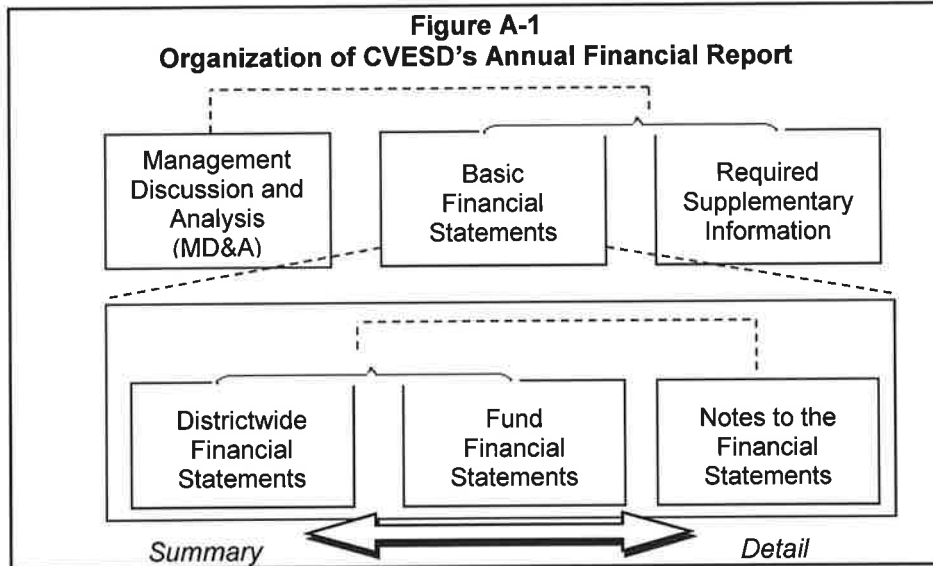 Figure A-1
Organization of CVESD's Annual Financial Report
Management
Discussion and
Analysis
(MD&A)
Basic
Financial
Statements
Required
Supplementary
Information
Districtwide
Financial
Statements
Fund
Financial
Statements
Notes to the
Financial
Statements
Summary
Detail